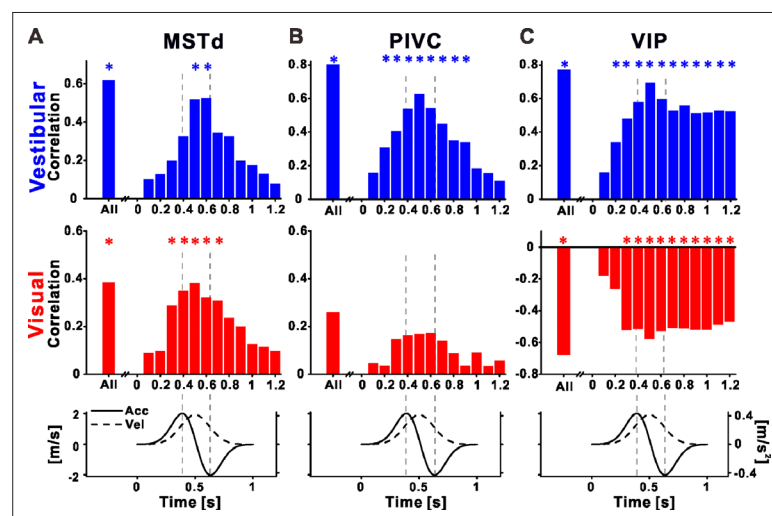 A MSTd B PIVC C VIP
Vestibular
Correlation
* * *
0.6
0.4
0.2
0
All 0 0.2 0.4 0.6 0.8 1 1.2
* * * * * * * * *
0.8
0.6
0.4
0.2
0
All 0 0.2 0.4 0.6 0.8 1 1.2
* * * * * * * * * * * *
0.8
0.6
0.4
0.2
0
All 0 0.2 0.4 0.6 0.8 1 1.2
Visual
Correlation
* * * * * *
0.6
0.4
0.2
0
All 0 0.2 0.4 0.6 0.8 1 1.2
0.6
0.4
0.2
0
All 0 0.2 0.4 0.6 0.8 1 1.2
* * * * * * * * * * *
0
-0.2
-0.4
-0.6
-0.8
All 0 0.2 0.4 0.6 0.8 1 1.2
[m/s]
2
0
-2
Acc
Vel
0 0.5 1
Time [s]
0 0.5 1
Time [s]
0 0.5 1
Time [s]
0.4
0
-0.4
[m/s²]